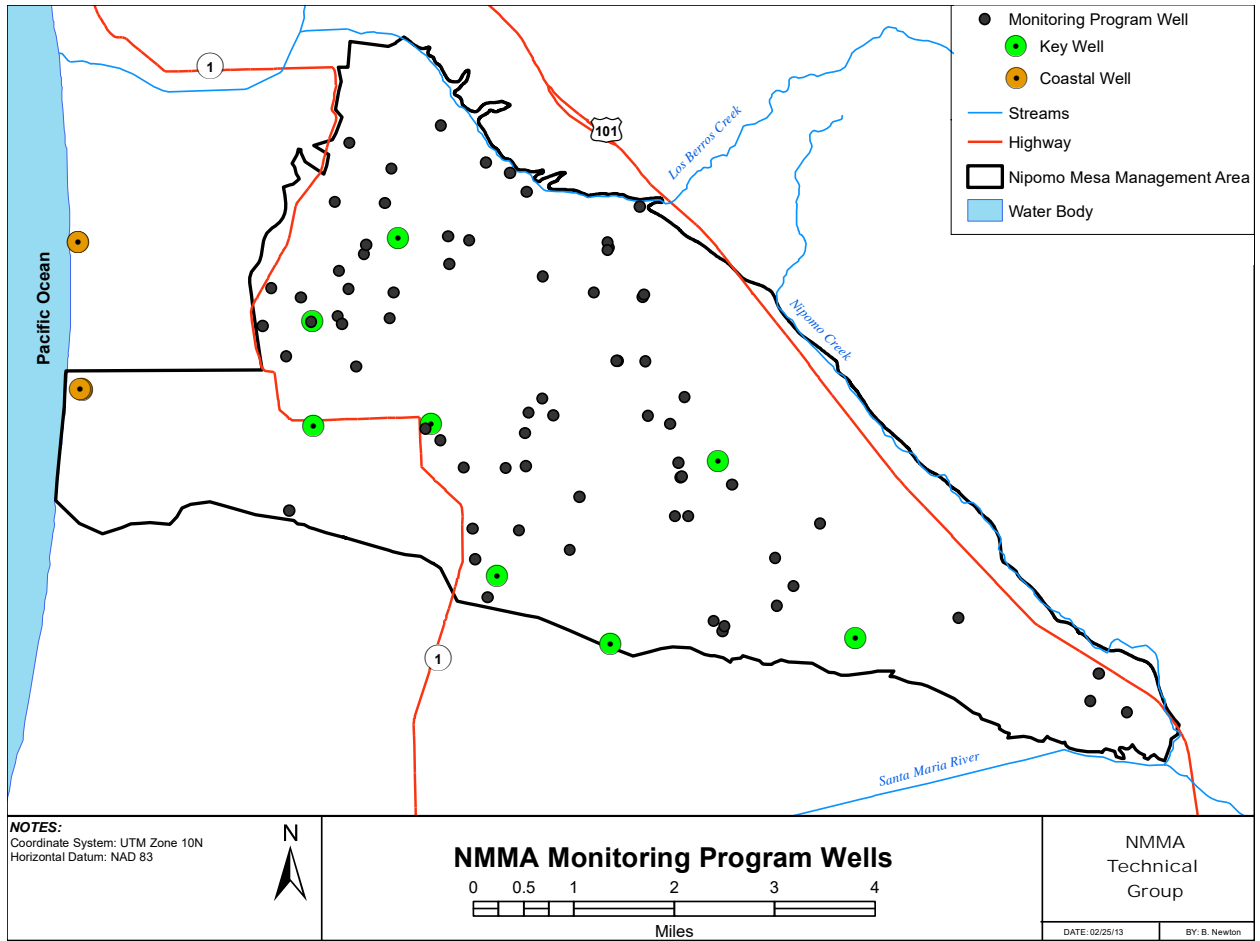 Monitoring Program Well
Key Well
Coastal Well
Streams
Highway
Nipomo Mesa Management Area
Water Body
1
101
Los Berros Creek
Pacific Ocean
Nipomo Creek
1
Santa Maria River
NOTES:
Coordinate System: UTM Zone 10N
Horizontal Datum: NAD 83
N
NMMA Monitoring Program Wells
0 0.5 1 2 3 4
Miles
NMMA
Technical
Group
DATE: 02/25/13 BY: B. Newton